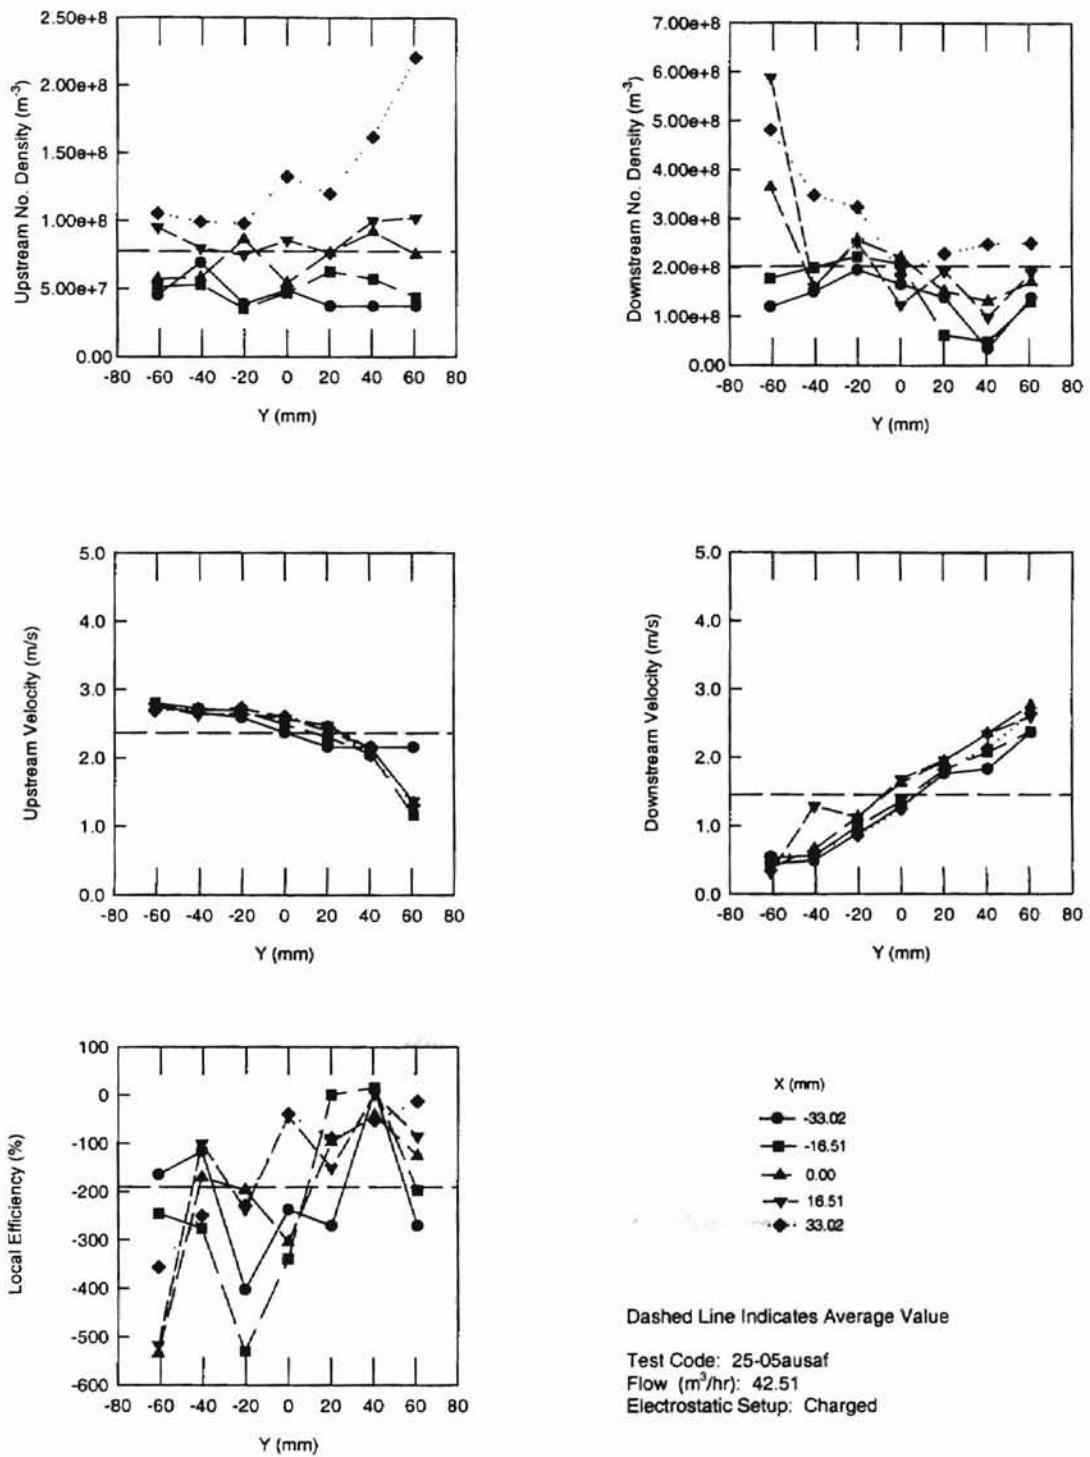 2.50e+8
2.00e+8
1.50e+8
1.00e+8
5.00e+7
0.00
Upstream No. Density (m-3)
-80 -60 -40 -20 0 20 40 60 80
Y (mm)
7.00e+8
6.00e+8
5.00e+8
4.00e+8
3.00e+8
2.00e+8
1.00e+8
0.00
Downstream No. Density (m-3)
-80 -60 -40 -20 0 20 40 60 80
Y (mm)
5.0
4.0
3.0
2.0
1.0
0.0
Upstream Velocity (m/s)
-80 -60 -40 -20 0 20 40 60 80
Y (mm)
5.0
4.0
3.0
2.0
1.0
0.0
Downstream Velocity (m/s)
-80 -60 -40 -20 0 20 40 60 80
Y (mm)
100
0
-100
-200
-300
-400
-500
-600
Local Efficiency (%)
-80 -60 -40 -20 0 20 40 60 80
Y (mm)
X (mm)
-33.02
-16.51
0.00
16.51
33.02
Dashed Line Indicates Average Value
Test Code: 25-05ausaf
Flow (m³/hr): 42.51
Electrostatic Setup: Charged